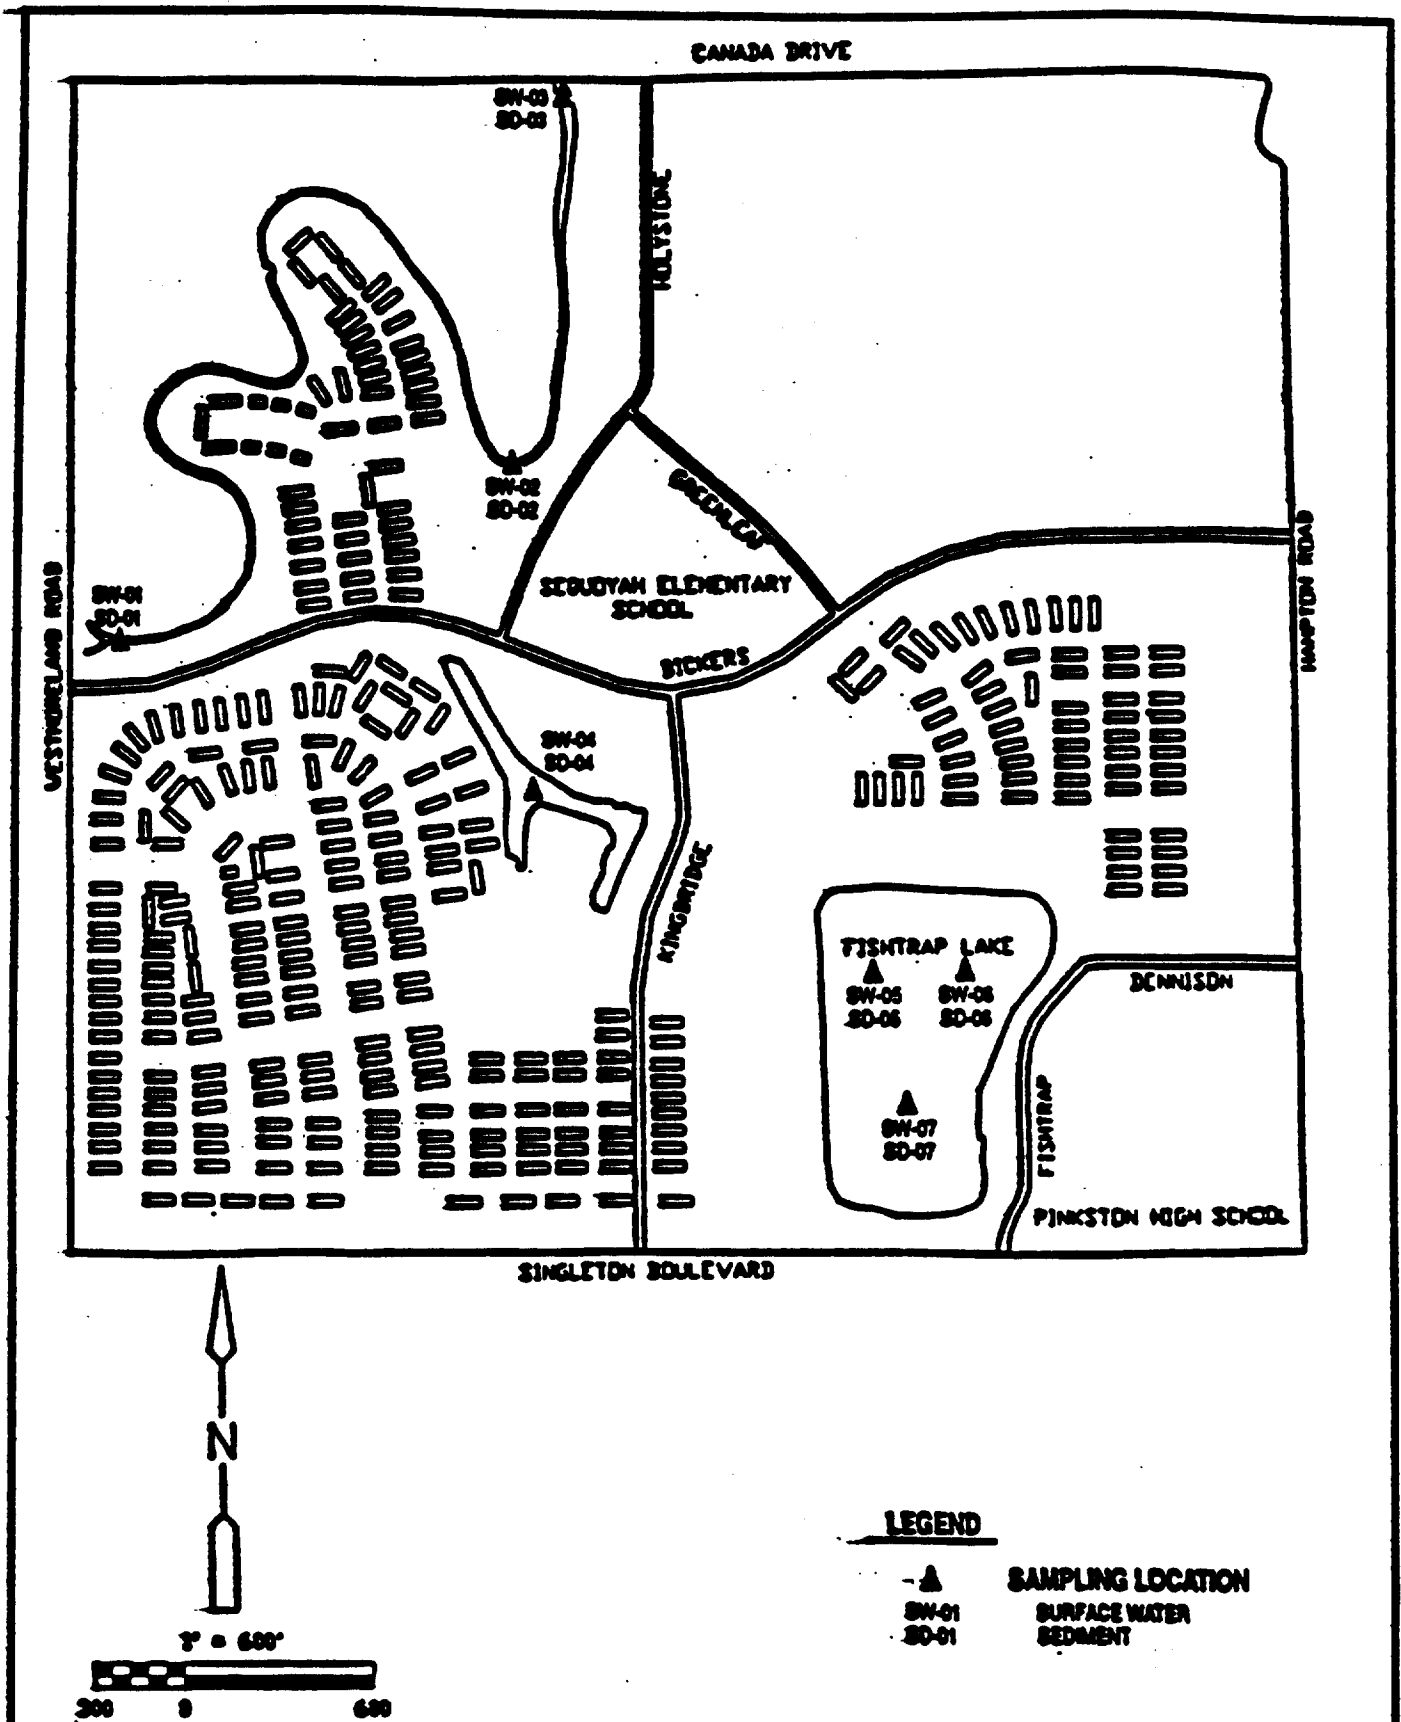 CANADA DRIVE
SW-03
SD-03
HOLYSTONE
GREENLEAF
SW-02
SD-02
SEQUOYAH ELEMENTARY
SCHOOL
WESTMORELAND ROAD
SW-01
SD-01
HAMPTON ROAD
BICKERS
SW-04
SD-04
KINGBRIDGE
FISHTRAP LAKE
SW-05
SD-05
SW-06
SD-06
DENNISON
SW-07
SD-07
FISHTRAP
PINKSTON HIGH SCHOOL
SINGLETON BOULEVARD
N
LEGEND
SAMPLING LOCATION
SW-01 SURFACE WATER
SD-01 SEDIMENT
1" = 600'
300 0 600